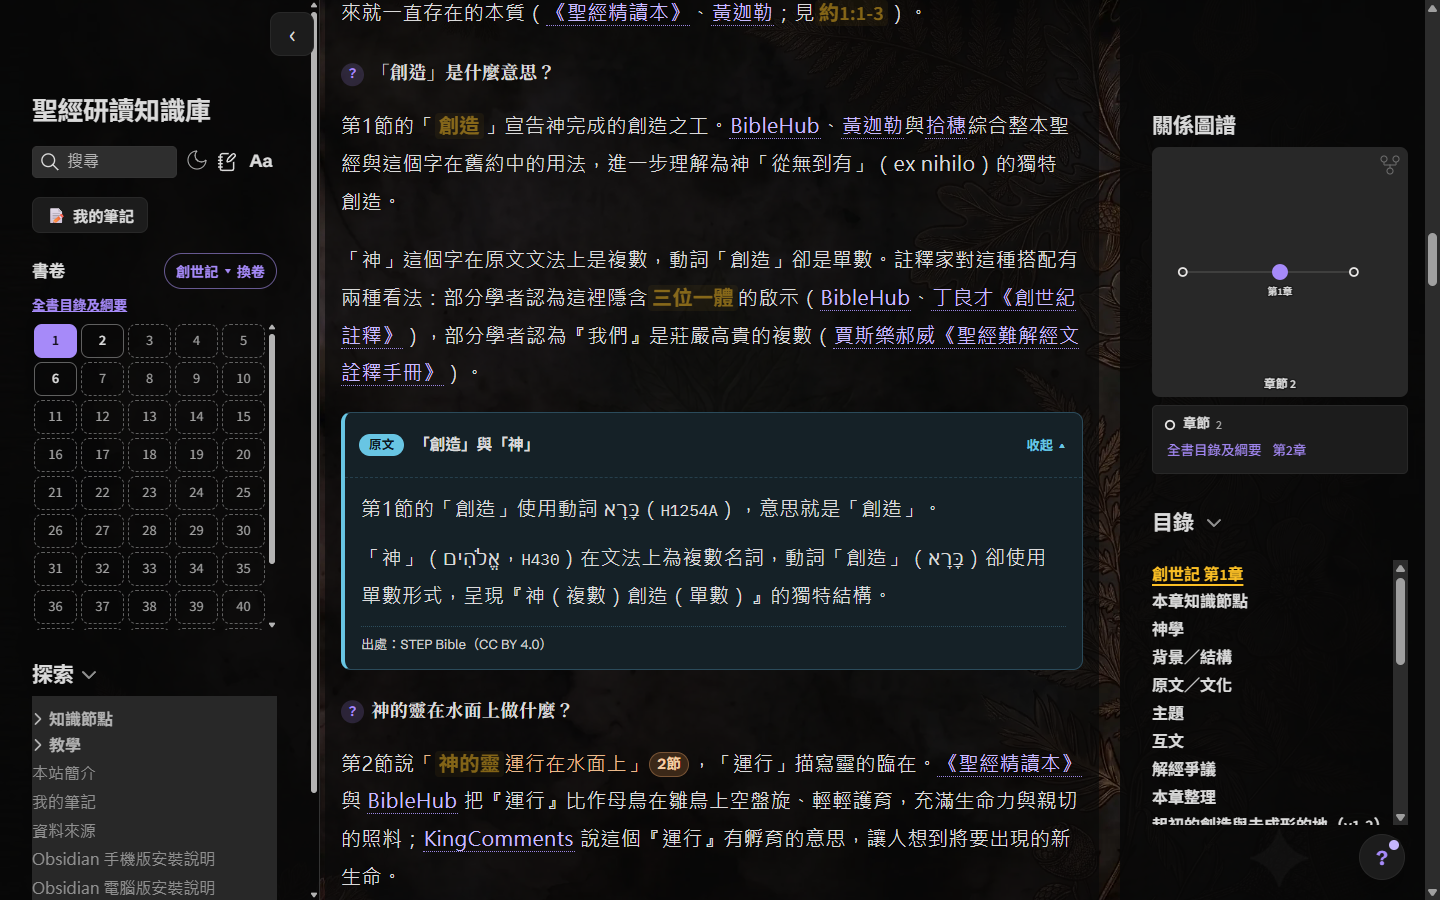 聖經研讀知識庫
搜尋
Aa
我的筆記
書卷
創世記 ▾ 換卷
全書目錄及綱要
1 2 3 4 5
6 7 8 9 10
11 12 13 14 15
16 17 18 19 20
21 22 23 24 25
26 27 28 29 30
31 32 33 34 35
36 37 38 39 40
探索
知識節點
教學
本站簡介
我的筆記
資料來源
Obsidian 手機版安裝說明
Obsidian 電腦版安裝說明
來就一直存在的本質（《聖經精讀本》、黃迦勒；見 約1:1-3 ）。
? 「創造」是什麼意思？
第1節的「 創造 」宣告神完成的創造之工。BibleHub、黃迦勒與拾穗綜合整本聖
經與這個字在舊約中的用法，進一步理解為神「從無到有」（ex nihilo）的獨特
創造。
「神」這個字在原文文法上是複數，動詞「創造」卻是單數。註釋家對這種搭配有
兩種看法：部分學者認為這裡隱含 三位一體 的啟示（BibleHub、丁良才《創世紀
註釋》），部分學者認為『我們』是莊嚴高貴的複數（賈斯樂郝威《聖經難解經文
詮釋手冊》）。
原文 「創造」與「神」 收起 ▴
第1節的「創造」使用動詞 בָּרָא（H1254A），意思就是「創造」。
「神」（אֱלֹהִים，H430）在文法上為複數名詞，動詞「創造」（בָּרָא）卻使用
單數形式，呈現『神（複數）創造（單數）』的獨特結構。
出處：STEP Bible（CC BY 4.0）
? 神的靈在水面上做什麼？
第2節說「 神的靈 運行在水面上」 2節 ，「運行」描寫靈的臨在。《聖經精讀本》
與 BibleHub 把『運行』比作母鳥在雛鳥上空盤旋、輕輕護育，充滿生命力與親切
的照料；KingComments 說這個『運行』有孵育的意思，讓人想到將要出現的新
生命。
關係圖譜
第1章
章節 2
章節 2
全書目錄及綱要 第2章
目錄
創世記 第1章
本章知識節點
神學
背景／結構
原文／文化
主題
互文
解經爭議
本章整理
起初的創造與未成形的地（v1-2）
?